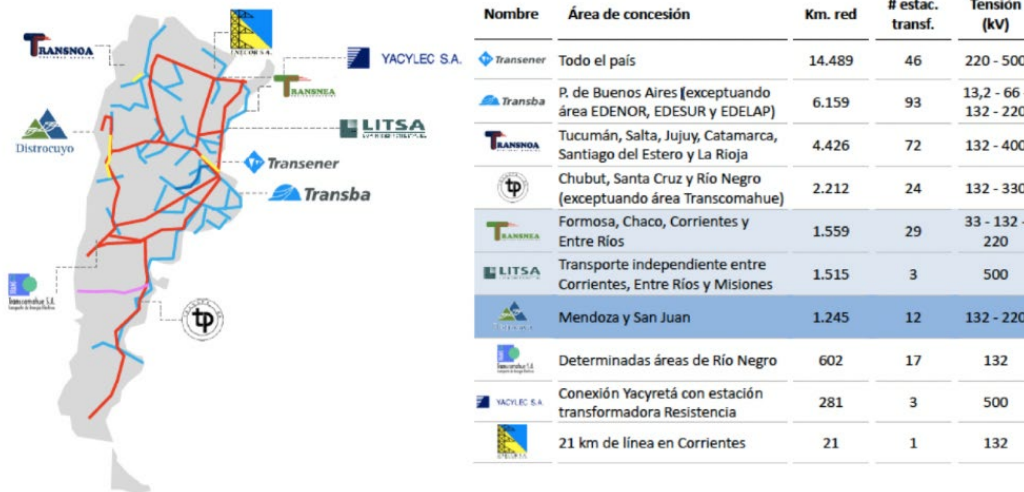 TRANSNOA
YACYLEC S.A.
TRANSNEA
LITSA
Distrocuyo
Transener
Transba
Transcomahue S.A.
tp
Nombre Área de concesión Km. red # estac. transf. Tensión (kV)
Transener Todo el país 14.489 46 220 - 500
Transba P. de Buenos Aires (exceptuando 6.159 93 13,2 - 66 -
área EDENOR, EDESUR y EDELAP) 132 - 220
TRANSNOA Tucumán, Salta, Jujuy, Catamarca, 4.426 72 132 - 400
Santiago del Estero y La Rioja
tp Chubut, Santa Cruz y Río Negro 2.212 24 132 - 330
(exceptuando área Transcomahue)
TRANSNEA Formosa, Chaco, Corrientes y 1.559 29 33 - 132 -
Entre Ríos 220
LITSA Transporte independiente entre 1.515 3 500
Corrientes, Entre Ríos y Misiones
Mendoza y San Juan 1.245 12 132 - 220
Determinadas áreas de Río Negro 602 17 132
YACYLEC S.A. Conexión Yacyretá con estación 281 3 500
transformadora Resistencia
21 km de línea en Corrientes 21 1 132